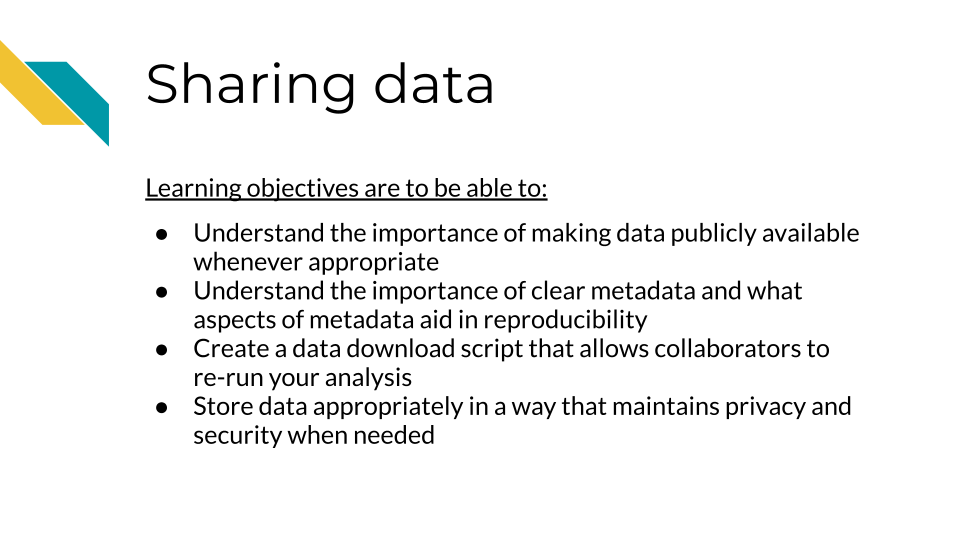 Sharing data
Learning objectives are to be able to:
● Understand the importance of making data publicly available
whenever appropriate
● Understand the importance of clear metadata and what
aspects of metadata aid in reproducibility
● Create a data download script that allows collaborators to
re-run your analysis
● Store data appropriately in a way that maintains privacy and
security when needed